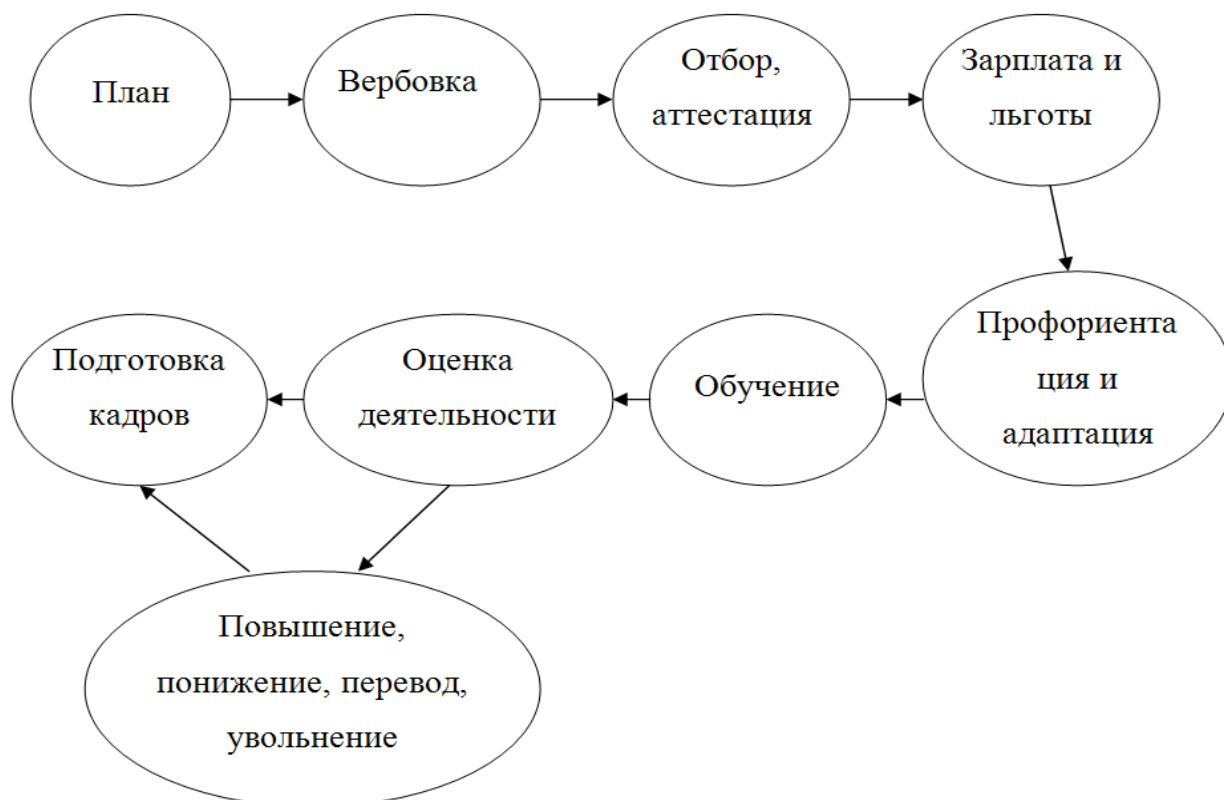 План
Вербовка
Отбор,
аттестация
Зарплата и
льготы
Профориента
ция и
адаптация
Обучение
Оценка
деятельности
Подготовка
кадров
Повышение,
понижение, перевод,
увольнение